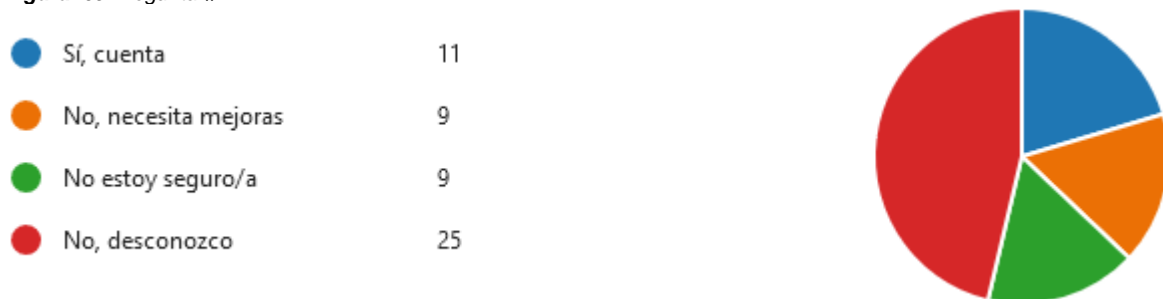 Sí, cuenta 11
No, necesita mejoras 9
No estoy seguro/a 9
No, desconozco 25